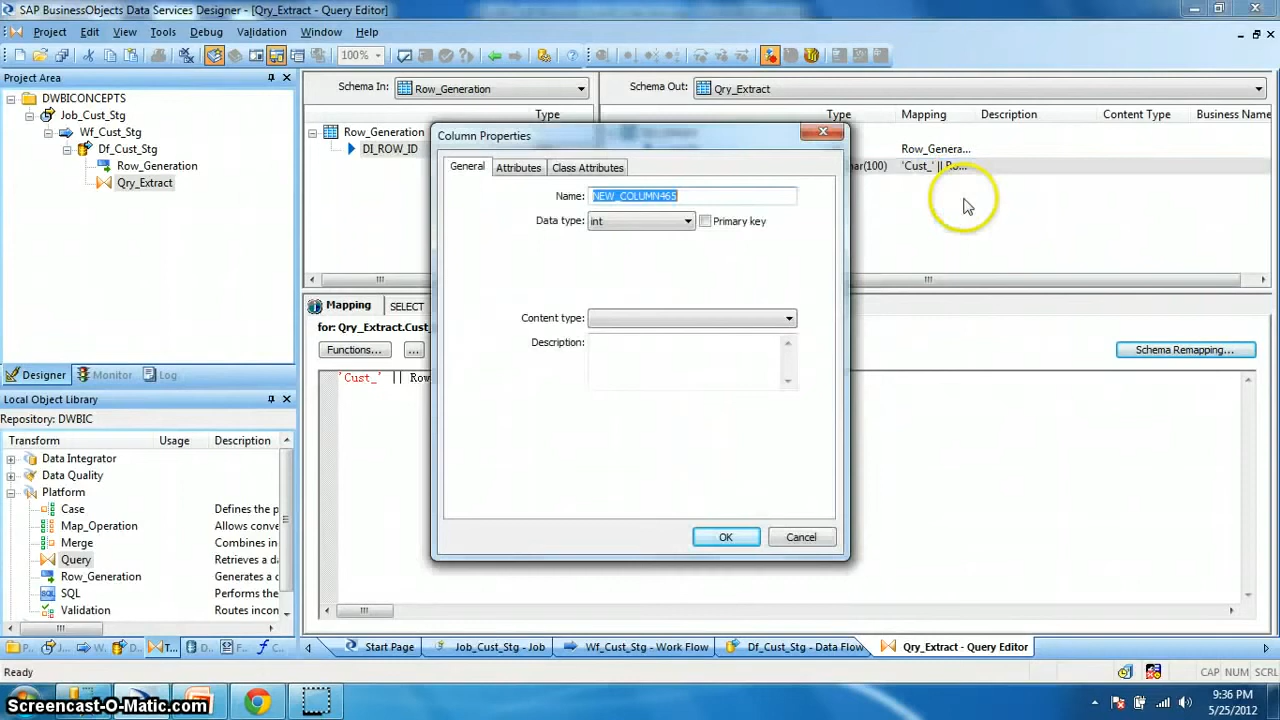 SAP BusinessObjects Data Services Designer - [Qry_Extract - Query Editor]
Project Edit View Tools Debug Validation Window Help
100%
Project Area
DWBICONCEPTS
Job_Cust_Stg
Wf_Cust_Stg
Df_Cust_Stg
Row_Generation
Qry_Extract
Designer Monitor Log
Local Object Library
Repository: DWBIC
Transform Usage Description
Data Integrator
Data Quality
Platform
Case Defines the p
Map_Operation Allows conve
Merge Combines in
Query Retrieves a da
Row_Generation Generates a c
SQL Performs the
Validation Routes incon
Schema In: Row_Generation
Type
Row_Generation
DI_ROW_ID
Schema Out: Qry_Extract
Type Mapping Description Content Type Business Name
Row_Genera...
har(100) 'Cust_' || Ro...
Column Properties
General Attributes Class Attributes
Name: NEW_COLUMN465
Data type: int Primary key
Content type:
Description:
OK Cancel
Mapping SELECT
for: Qry_Extract.Cust_
Functions... ... Schema Remapping...
'Cust_' || Row
Start Page Job_Cust_Stg - Job Wf_Cust_Stg - Work Flow Df_Cust_Stg - Data Flow Qry_Extract - Query Editor
Ready CAP NUM SCRL
Screencast-O-Matic.com
9:36 PM
5/25/2012